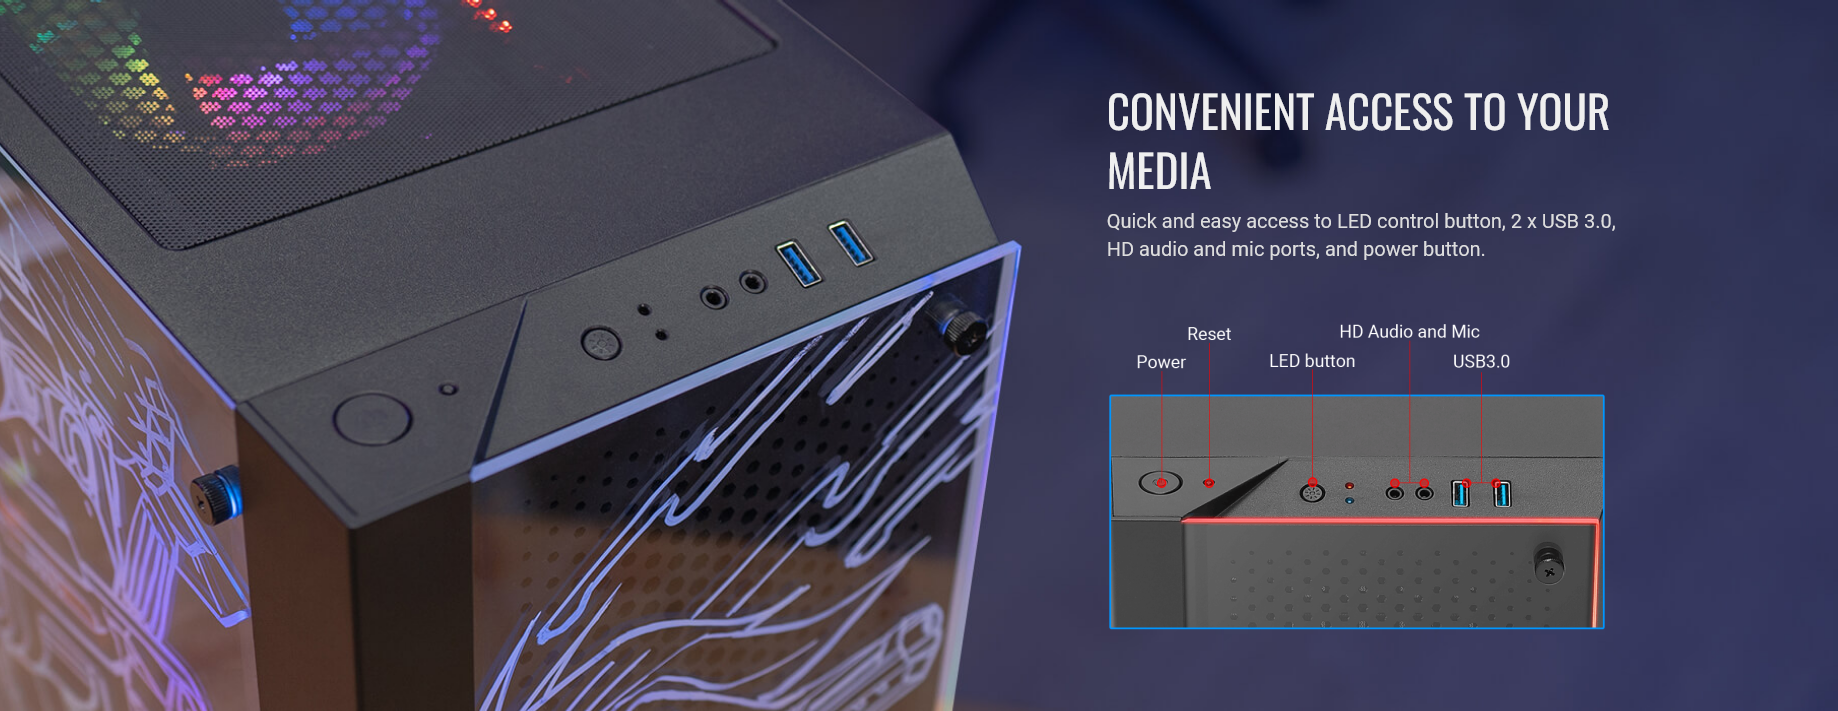 CONVENIENT ACCESS TO YOUR
MEDIA
Quick and easy access to LED control button, 2 x USB 3.0,
HD audio and mic ports, and power button.
HD Audio and Mic
Reset
Power
LED button
USB3.0